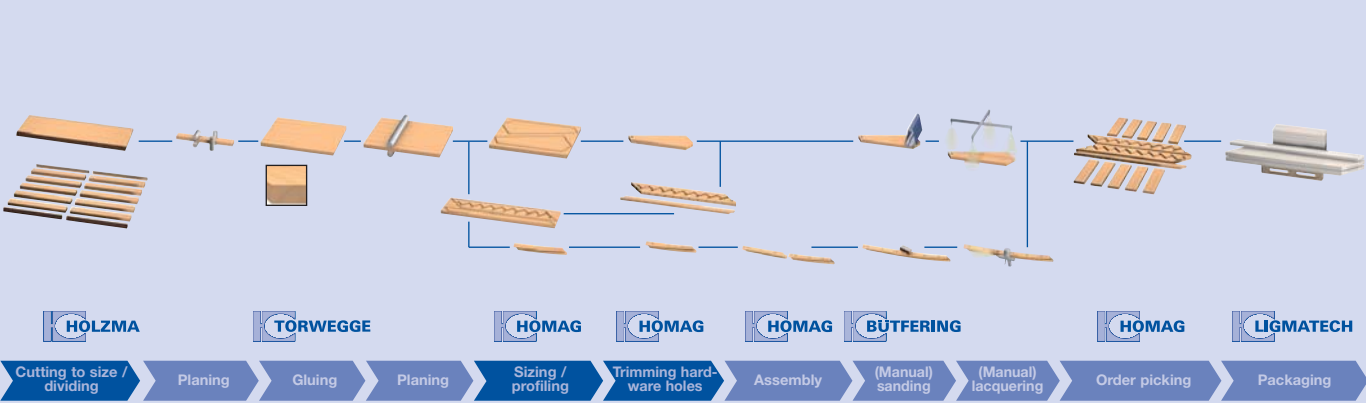 HOLZMA
TORWEGGE
HOMAG
HOMAG
HOMAG
BÜTFERING
HOMAG
LIGMATECH
Cutting to size /
dividing
Planing
Gluing
Planing
Sizing /
profiling
Trimming hard-
ware holes
Assembly
(Manual)
sanding
(Manual)
lacquering
Order picking
Packaging